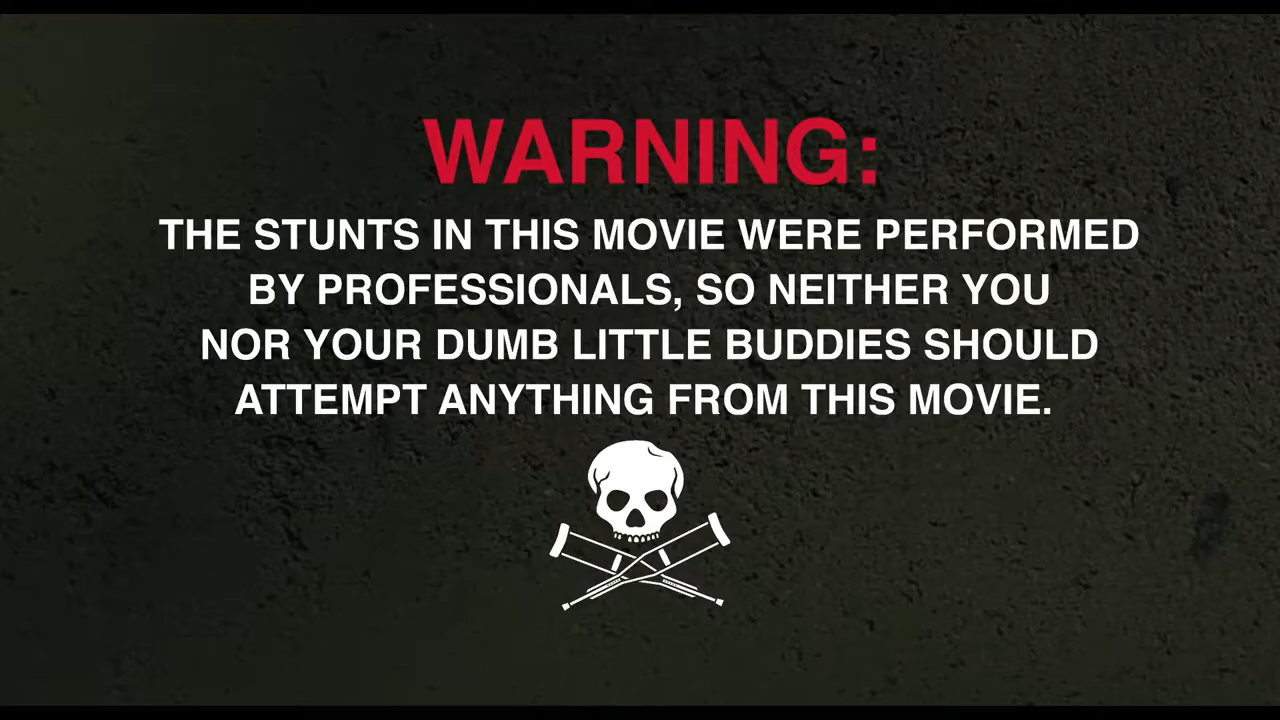 WARNING:
THE STUNTS IN THIS MOVIE WERE PERFORMED
BY PROFESSIONALS, SO NEITHER YOU
NOR YOUR DUMB LITTLE BUDDIES SHOULD
ATTEMPT ANYTHING FROM THIS MOVIE.